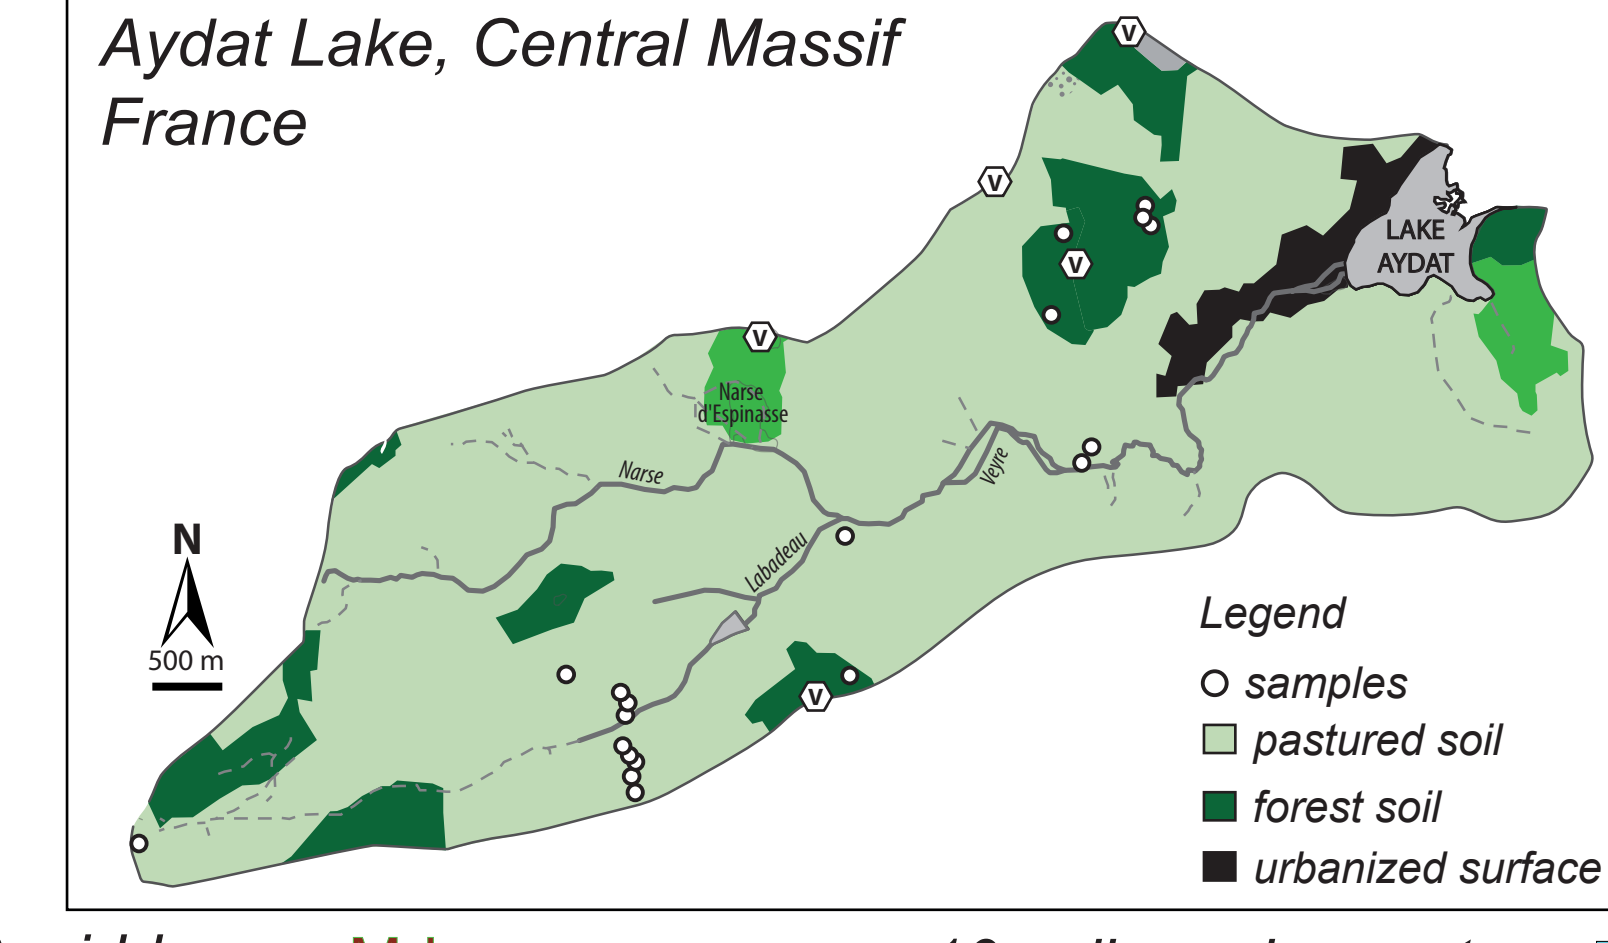 Aydat Lake, Central Massif
France
V
V
V
LAKE
AYDAT
V
Narse
d'Espinasse
Narse
Veyre
N
Labadeau
500 m
V
Legend
samples
pastured soil
forest soil
urbanized surface